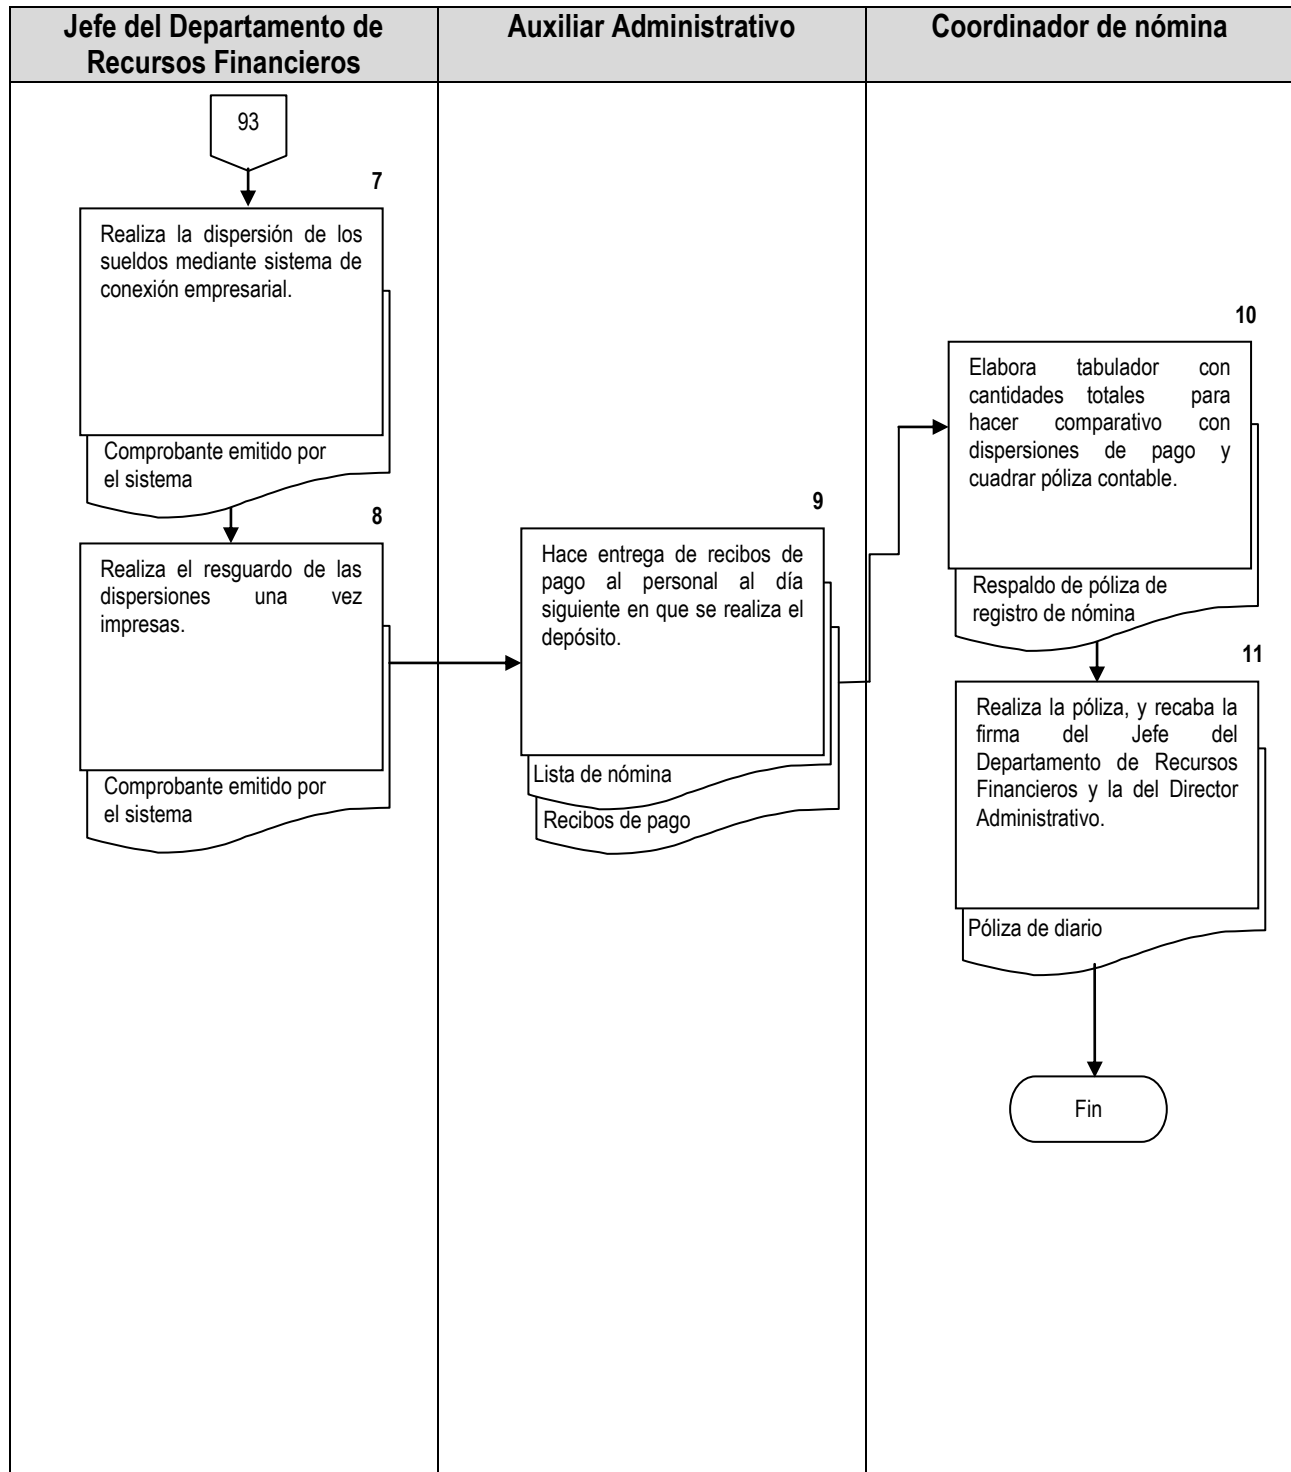 Jefe del Departamento de
Recursos Financieros
Auxiliar Administrativo
Coordinador de nómina
93
7
Realiza la dispersión de los
sueldos mediante sistema de
conexión empresarial.
Comprobante emitido por
el sistema
8
Realiza el resguardo de las
dispersiones una vez
impresas.
Comprobante emitido por
el sistema
9
Hace entrega de recibos de
pago al personal al día
siguiente en que se realiza el
depósito.
Lista de nómina
Recibos de pago
10
Elabora tabulador con
cantidades totales para
hacer comparativo con
dispersiones de pago y
cuadrar póliza contable.
Respaldo de póliza de
registro de nómina
11
Realiza la póliza, y recaba la
firma del Jefe del
Departamento de Recursos
Financieros y la del Director
Administrativo.
Póliza de diario
Fin